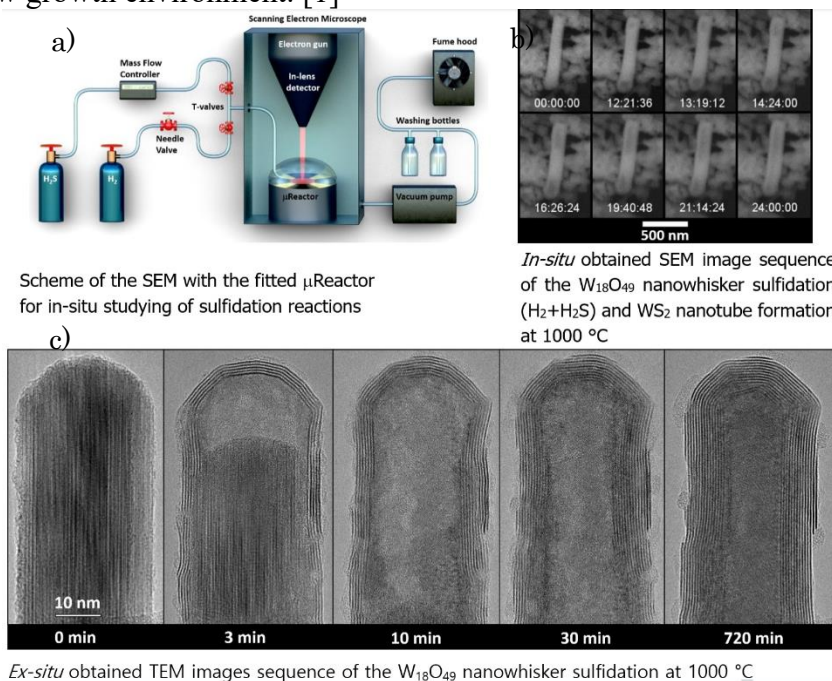 w growth environment. [1]
a)
Scanning Electron Microscope
Electron gun
In-lens
detector
Mass Flow
Controller
T-valves
Needle
Valve
H₂S
H₂
µReactor
Fume hood
Washing bottles
Vacuum pump
Scheme of the SEM with the fitted µReactor
for in-situ studying of sulfidation reactions
b)
00:00:00 12:21:36 13:19:12 14:24:00
16:26:24 19:40:48 21:14:24 24:00:00
500 nm
In-situ obtained SEM image sequence
of the W₁₈O₄₉ nanowhisker sulfidation
(H₂+H₂S) and WS₂ nanotube formation
at 1000 °C
c)
10 nm
0 min 3 min 10 min 30 min 720 min
Ex-situ obtained TEM images sequence of the W₁₈O₄₉ nanowhisker sulfidation at 1000 °C